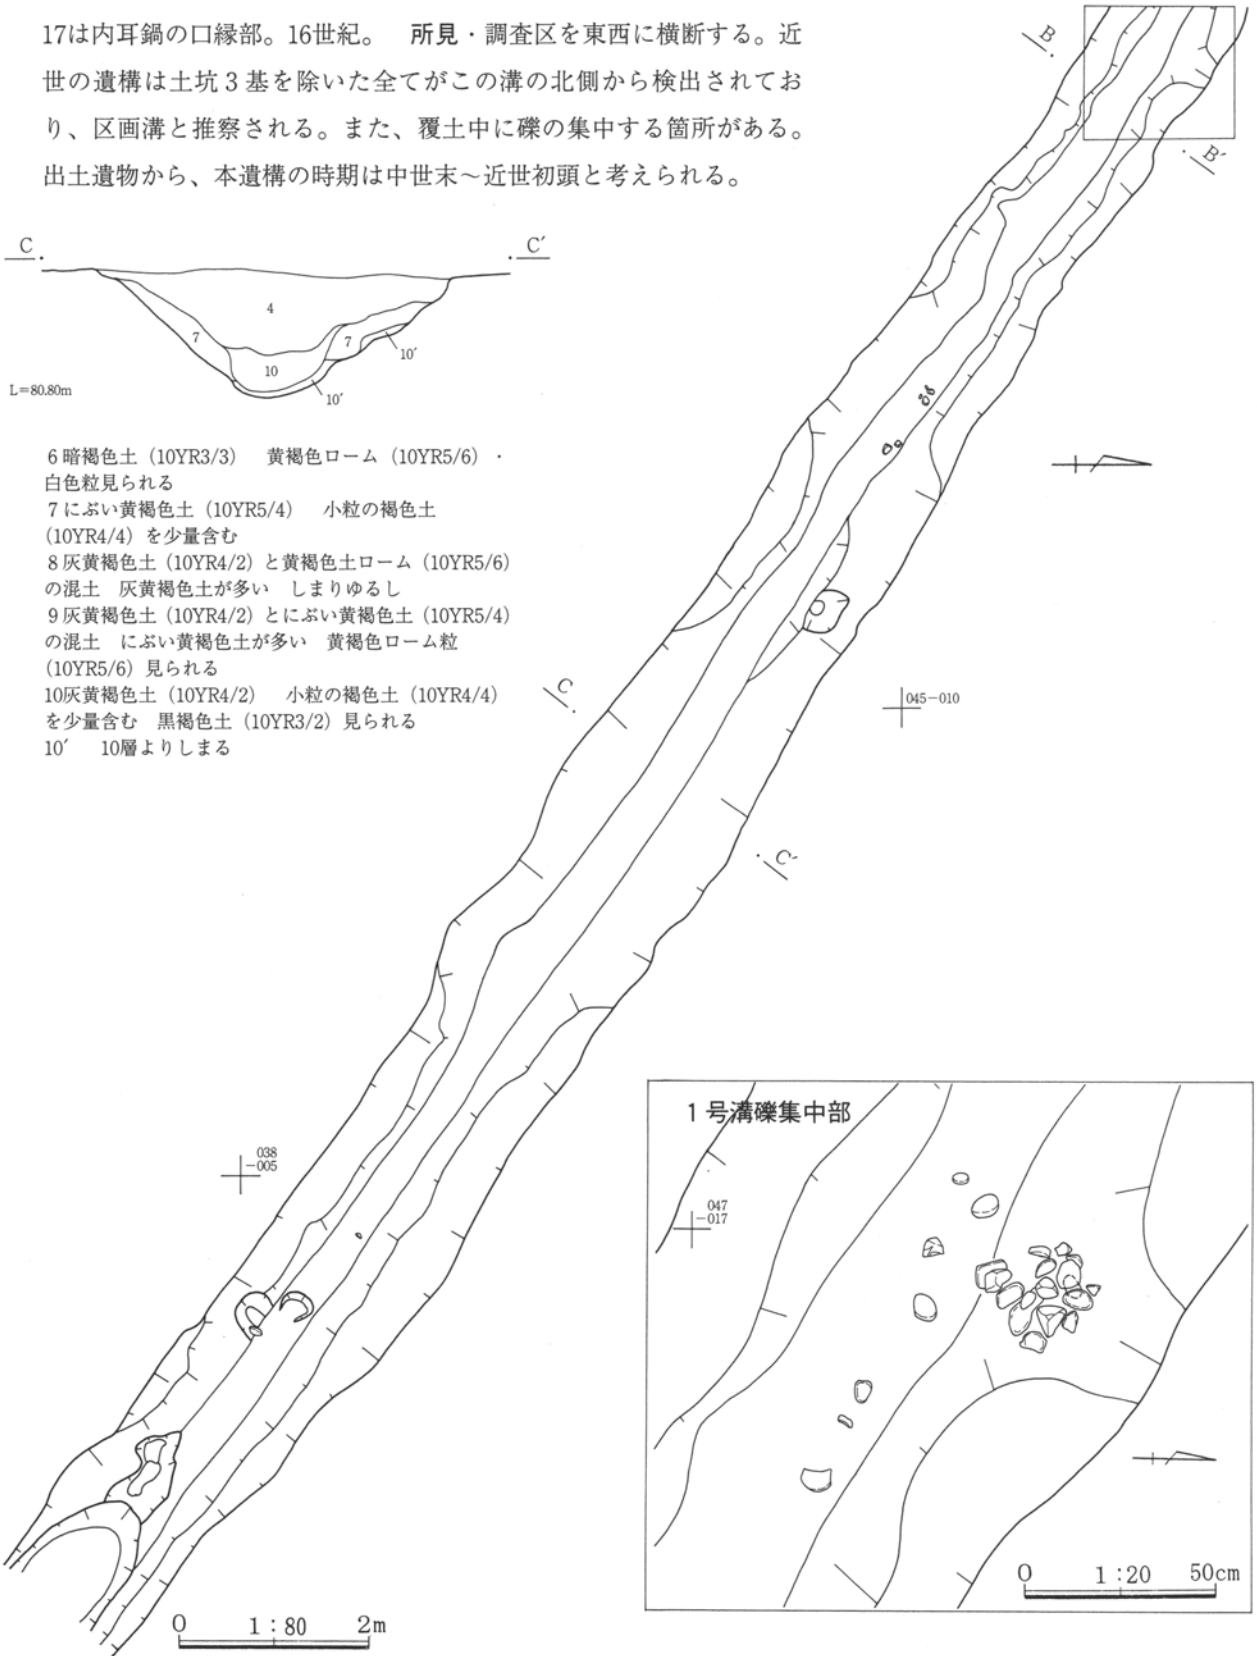 17は内耳鍋の口縁部。16世紀。　所見・調査区を東西に横断する。近
世の遺構は土坑３基を除いた全てがこの溝の北側から検出されてお
り、区画溝と推察される。また、覆土中に礫の集中する箇所がある。
出土遺物から、本遺構の時期は中世末～近世初頭と考えられる。
B
B′
C
C′
4
7
7
10
10′
10′
L=80.80m
6 暗褐色土（10YR3/3）　黄褐色ローム（10YR5/6）・
白色粒見られる
7 にぶい黄褐色土（10YR5/4）　小粒の褐色土
（10YR4/4）を少量含む
8 灰黄褐色土（10YR4/2）と黄褐色土ローム（10YR5/6）
の混土　灰黄褐色土が多い　しまりゆるし
9 灰黄褐色土（10YR4/2）とにぶい黄褐色土（10YR5/4）
の混土　にぶい黄褐色土が多い　黄褐色ローム粒
（10YR5/6）見られる
10灰黄褐色土（10YR4/2）　小粒の褐色土（10YR4/4）
を少量含む　黒褐色土（10YR3/2）見られる
10′　10層よりしまる
C
045-010
C′
038
-005
1号溝礫集中部
047
-017
0　1：20　50cm
0　1：80　2m